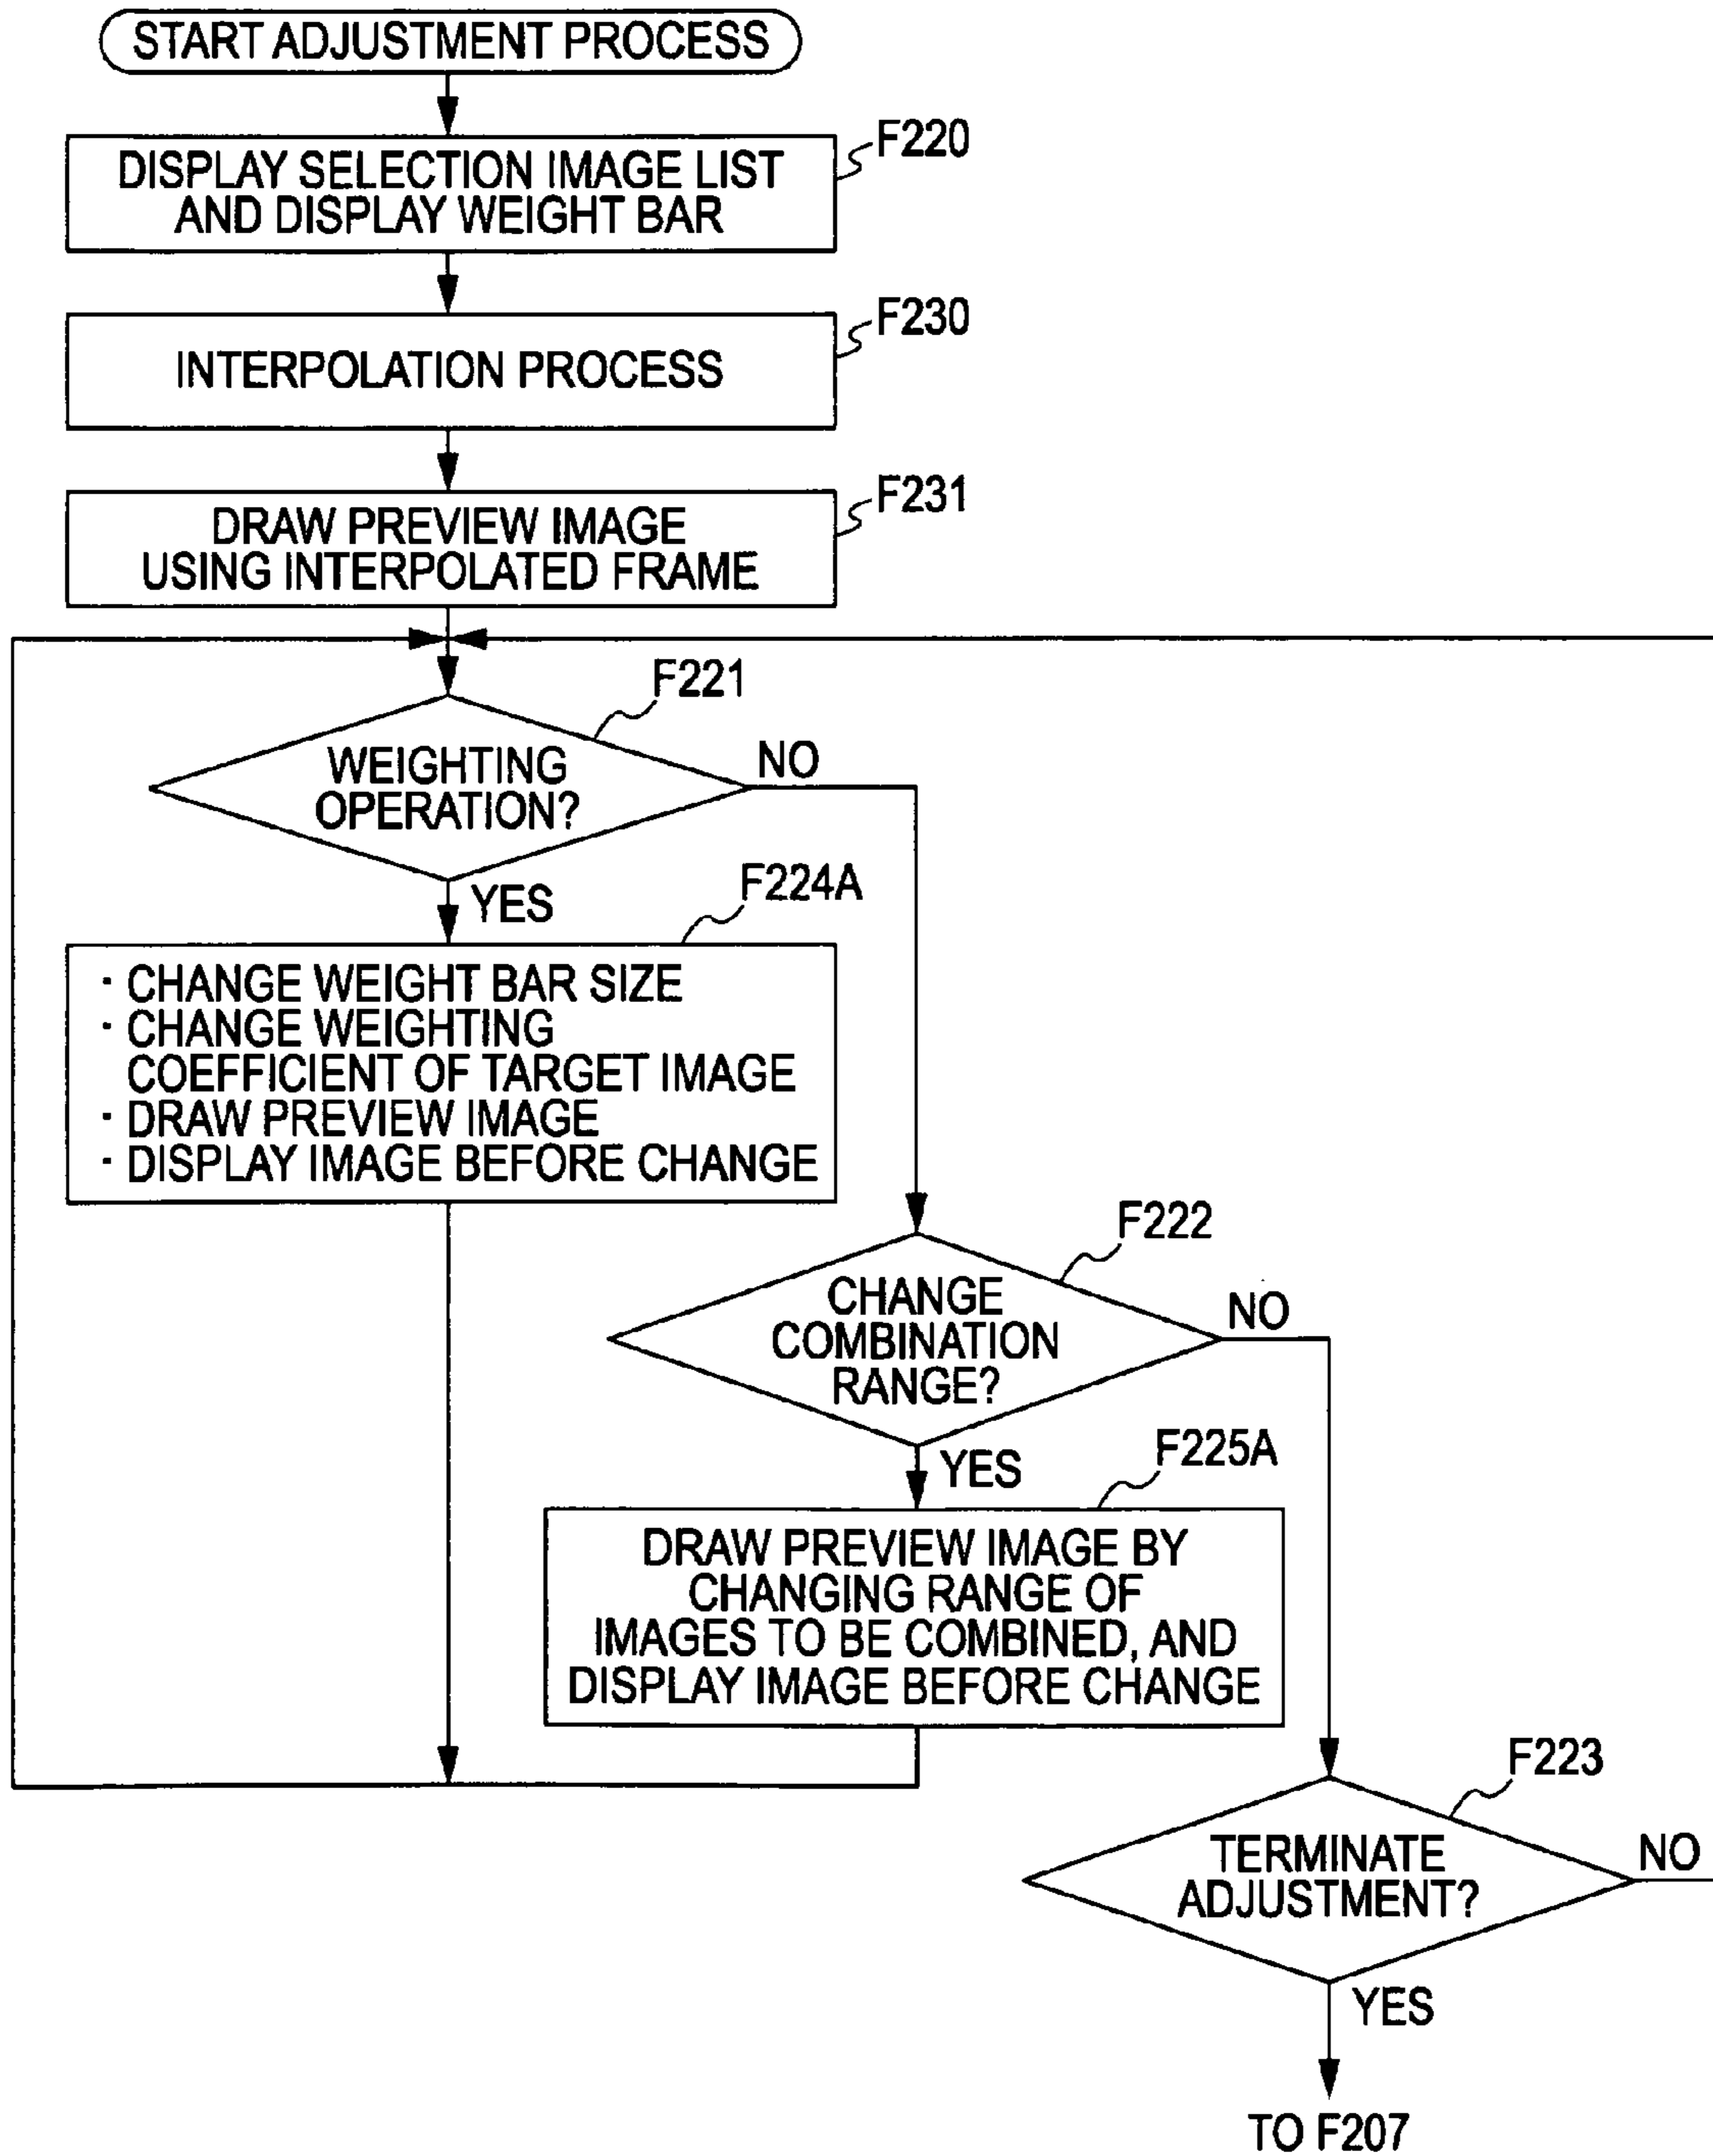 START ADJUSTMENT PROCESS
F220
DISPLAY SELECTION IMAGE LIST
AND DISPLAY WEIGHT BAR
F230
INTERPOLATION PROCESS
F231
DRAW PREVIEW IMAGE
USING INTERPOLATED FRAME
F221
WEIGHTING
OPERATION?
NO
YES
F224A
· CHANGE WEIGHT BAR SIZE
· CHANGE WEIGHTING
COEFFICIENT OF TARGET IMAGE
· DRAW PREVIEW IMAGE
· DISPLAY IMAGE BEFORE CHANGE
F222
CHANGE
COMBINATION
RANGE?
NO
YES
F225A
DRAW PREVIEW IMAGE BY
CHANGING RANGE OF
IMAGES TO BE COMBINED, AND
DISPLAY IMAGE BEFORE CHANGE
F223
TERMINATE
ADJUSTMENT?
NO
YES
TO F207